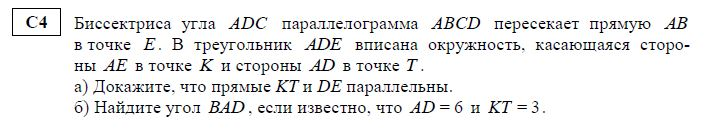 C4 Биссектриса угла ADC параллелограмма ABCD пересекает прямую AB
в точке E. В треугольник ADE вписана окружность, касающаяся сторо-
ны AE в точке K и стороны AD в точке T.
а) Докажите, что прямые KT и DE параллельны.
б) Найдите угол BAD, если известно, что AD = 6 и KT = 3.